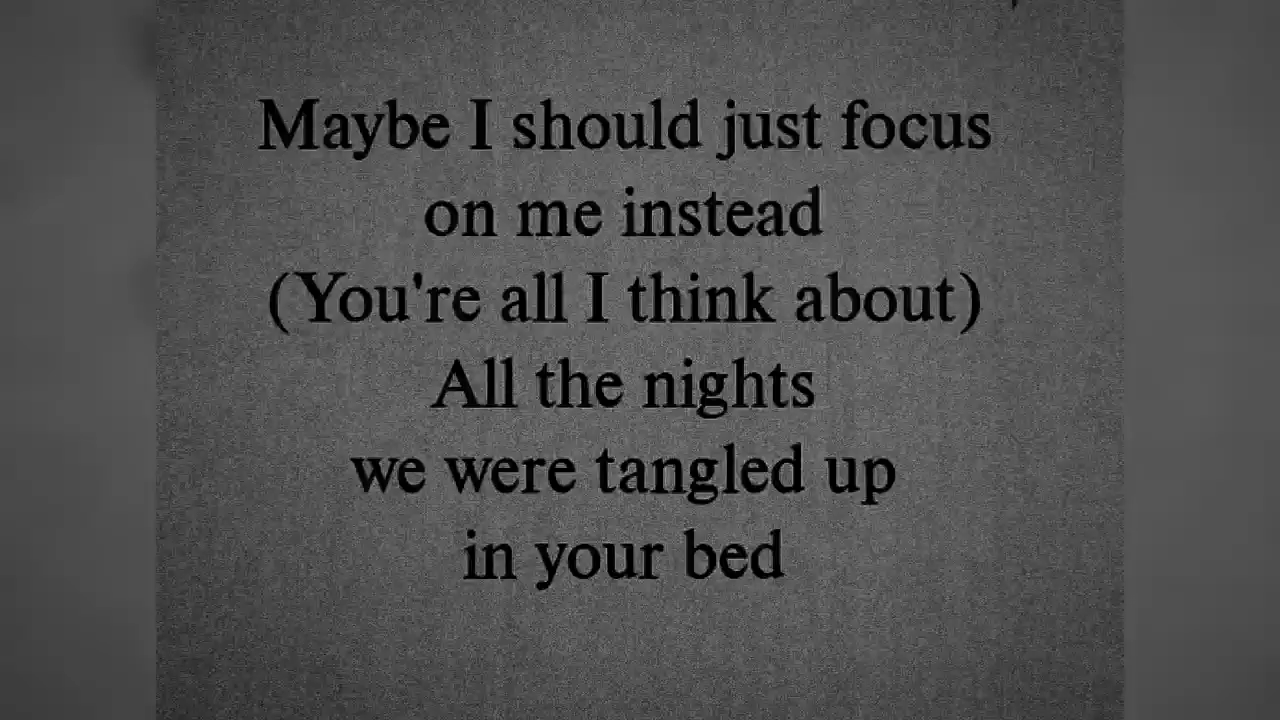 Maybe I should just focus
on me instead
(You're all I think about)
All the nights
we were tangled up
in your bed